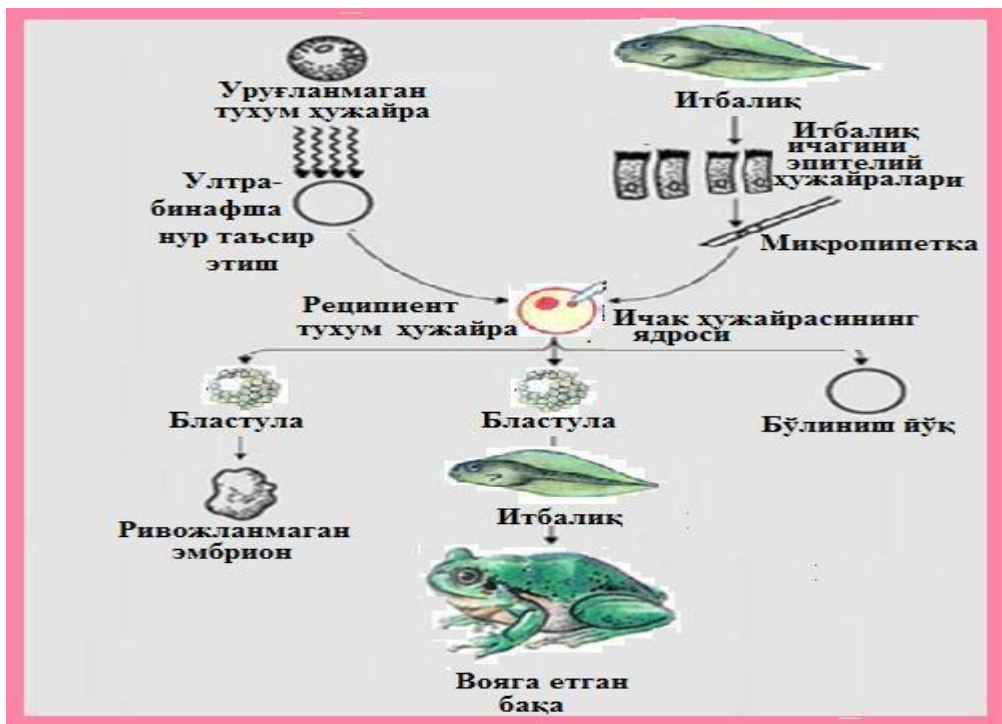 Уруғланмаган
тухум ҳужайра
Ултра-
бинафша
нур таъсир
этиш
Итбалиқ
Итбалиқ
ичагини
эпителий
ҳужайралари
Микропипетка
Реципиент
тухум ҳужайра
Ичак ҳужайрасининг
ядроси
Бластула
Бластула
Бўлиниш йўқ
Ривожланмаган
эмбрион
Итбалиқ
Вояга етган
бақа